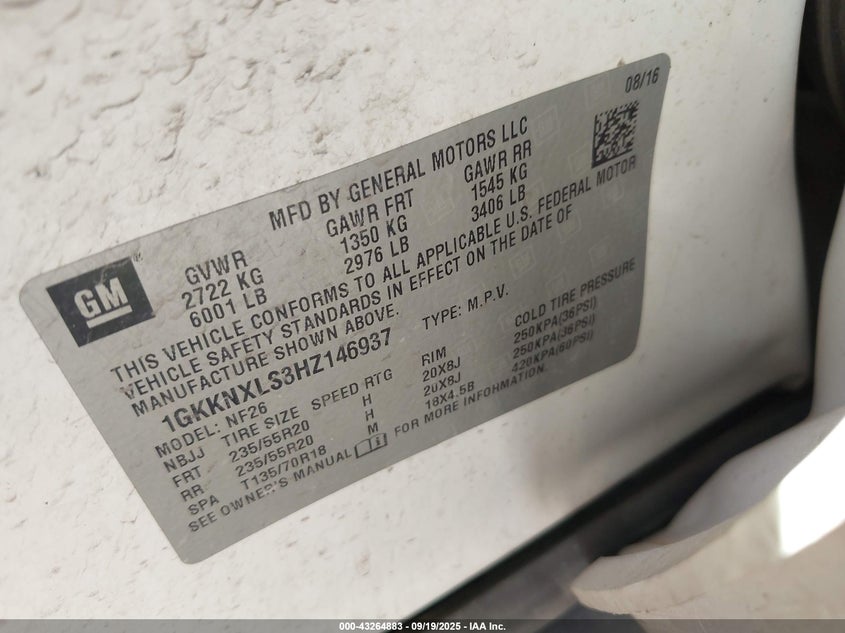 08/16
GM
MFD BY GENERAL MOTORS LLC
GVWR GAWR FRT GAWR RR
2722 KG 1350 KG 1545 KG
6001 LB 2976 LB 3406 LB
THIS VEHICLE CONFORMS TO ALL APPLICABLE U.S. FEDERAL MOTOR
VEHICLE SAFETY STANDARDS IN EFFECT ON THE DATE OF
MANUFACTURE SHOWN ABOVE.
1GKKNXLS3HZ146937 TYPE: M.P.V.
MODEL: NF26
NBJJ TIRE SIZE SPEED RTG RIM COLD TIRE PRESSURE
FRT 235/55R20 H 20X8J 250KPA(36PSI)
RR 235/55R20 H 20X8J 250KPA(36PSI)
SPA T135/70R18 M 18X4.5B 420KPA(60PSI)
SEE OWNER'S MANUAL FOR MORE INFORMATION.
000-43264883 - 09/19/2025 - IAA Inc.